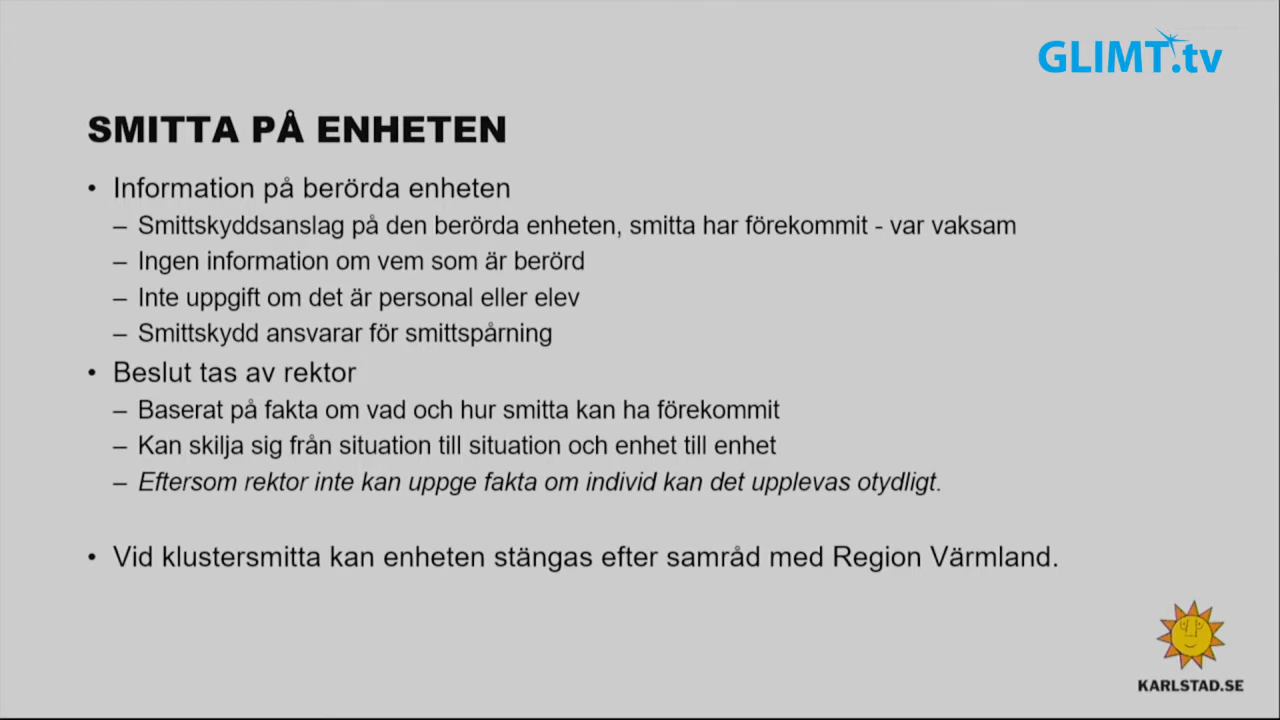 GLIMT.tv
SMITTA PÅ ENHETEN
• Information på berörda enheten
– Smittskyddsanslag på den berörda enheten, smitta har förekommit - var vaksam
– Ingen information om vem som är berörd
– Inte uppgift om det är personal eller elev
– Smittskydd ansvarar för smittspårning
• Beslut tas av rektor
– Baserat på fakta om vad och hur smitta kan ha förekommit
– Kan skilja sig från situation till situation och enhet till enhet
– Eftersom rektor inte kan uppge fakta om individ kan det upplevas otydligt.
• Vid klustersmitta kan enheten stängas efter samråd med Region Värmland.
KARLSTAD.SE